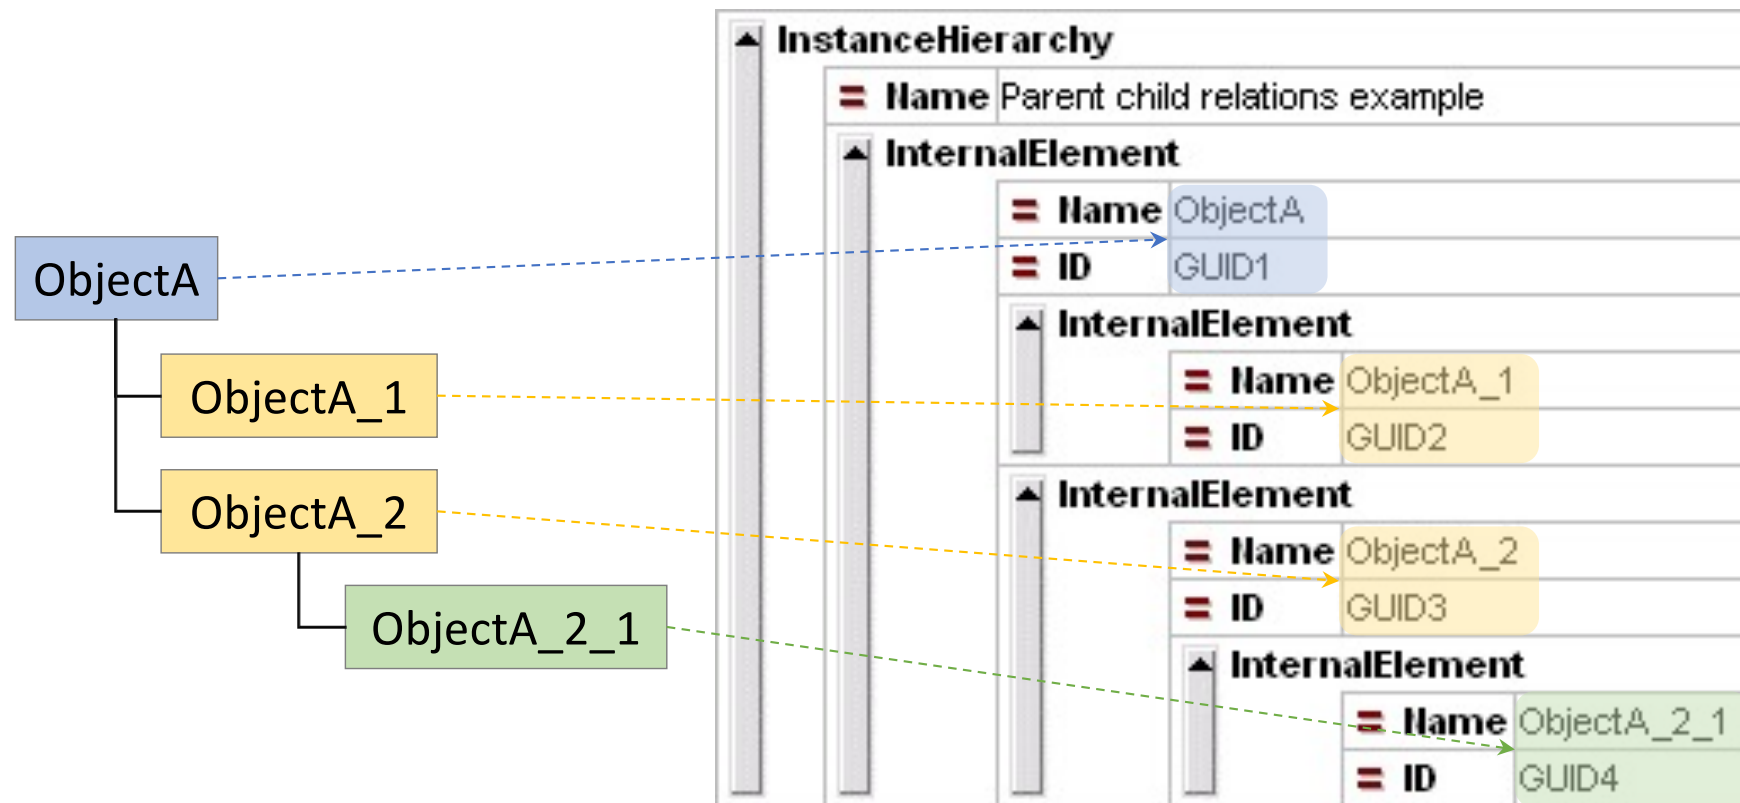 ObjectA
ObjectA_1
ObjectA_2
ObjectA_2_1
InstanceHierarchy
= Name Parent child relations example
InternalElement
= Name ObjectA
= ID GUID1
InternalElement
= Name ObjectA_1
= ID GUID2
InternalElement
= Name ObjectA_2
= ID GUID3
InternalElement
= Name ObjectA_2_1
= ID GUID4